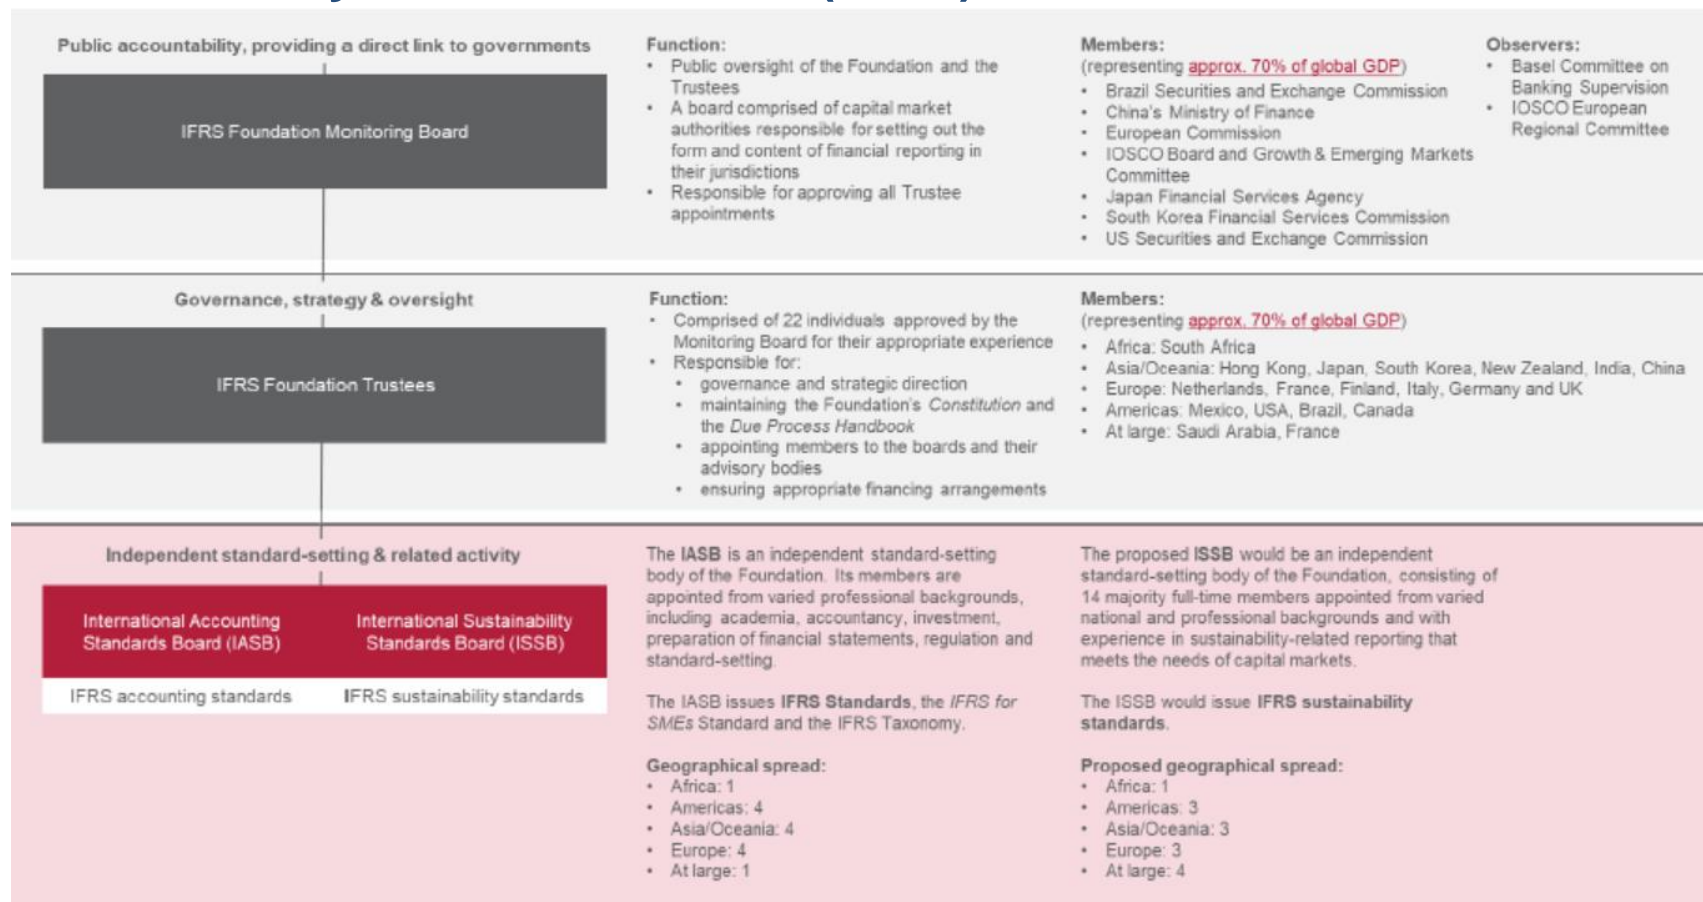 Public accountability, providing a direct link to governments
IFRS Foundation Monitoring Board
Function:
• Public oversight of the Foundation and the
Trustees
• A board comprised of capital market
authorities responsible for setting out the
form and content of financial reporting in
their jurisdictions
• Responsible for approving all Trustee
appointments
Members:
(representing approx. 70% of global GDP)
• Brazil Securities and Exchange Commission
• China's Ministry of Finance
• European Commission
• IOSCO Board and Growth & Emerging Markets
Committee
• Japan Financial Services Agency
• South Korea Financial Services Commission
• US Securities and Exchange Commission
Observers:
• Basel Committee on
Banking Supervision
• IOSCO European
Regional Committee
Governance, strategy & oversight
IFRS Foundation Trustees
Function:
• Comprised of 22 individuals approved by the
Monitoring Board for their appropriate experience
• Responsible for:
• governance and strategic direction
• maintaining the Foundation's Constitution and
the Due Process Handbook
• appointing members to the boards and their
advisory bodies
• ensuring appropriate financing arrangements
Members:
(representing approx. 70% of global GDP)
• Africa: South Africa
• Asia/Oceania: Hong Kong, Japan, South Korea, New Zealand, India, China
• Europe: Netherlands, France, Finland, Italy, Germany and UK
• Americas: Mexico, USA, Brazil, Canada
• At large: Saudi Arabia, France
Independent standard-setting & related activity
International Accounting
Standards Board (IASB)
International Sustainability
Standards Board (ISSB)
IFRS accounting standards
IFRS sustainability standards
The IASB is an independent standard-setting
body of the Foundation. Its members are
appointed from varied professional backgrounds,
including academia, accountancy, investment,
preparation of financial statements, regulation and
standard-setting.
The IASB issues IFRS Standards, the IFRS for
SMEs Standard and the IFRS Taxonomy.
Geographical spread:
• Africa: 1
• Americas: 4
• Asia/Oceania: 4
• Europe: 4
• At large: 1
The proposed ISSB would be an independent
standard-setting body of the Foundation, consisting of
14 majority full-time members appointed from varied
national and professional backgrounds and with
experience in sustainability-related reporting that
meets the needs of capital markets.
The ISSB would issue IFRS sustainability
standards.
Proposed geographical spread:
• Africa: 1
• Americas: 3
• Asia/Oceania: 3
• Europe: 3
• At large: 4